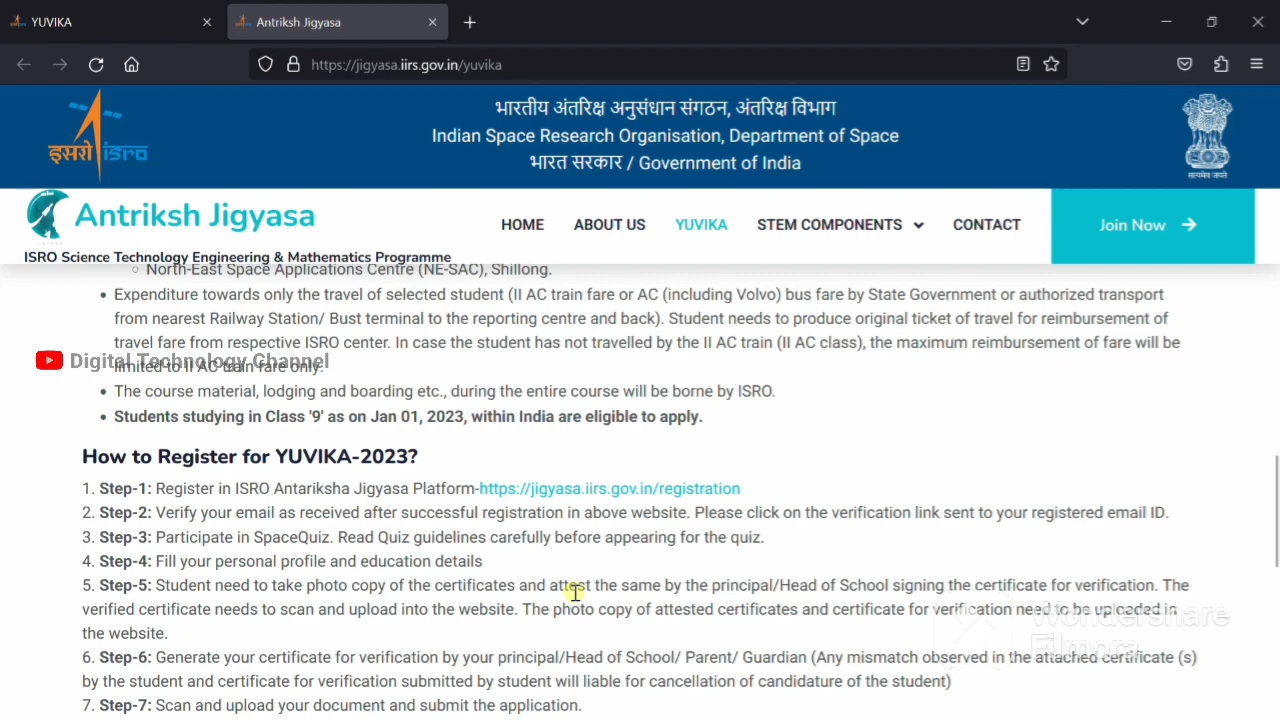 YUVIKA
Antriksh Jigyasa
https://jigyasa.iirs.gov.in/yuvika
भारतीय अंतरिक्ष अनुसंधान संगठन, अंतरिक्ष विभाग
Indian Space Research Organisation, Department of Space
भारत सरकार / Government of India
इसरो isro
सत्यमेव जयते
Antriksh Jigyasa
ISRO Science Technology Engineering & Mathematics Programme
HOME ABOUT US YUVIKA STEM COMPONENTS CONTACT
Join Now
North-East Space Applications Centre (NE-SAC), Shillong.
Expenditure towards only the travel of selected student (II AC train fare or AC (including Volvo) bus fare by State Government or authorized transport
from nearest Railway Station/ Bust terminal to the reporting centre and back). Student needs to produce original ticket of travel for reimbursement of
travel fare from respective ISRO center. In case the student has not travelled by the II AC train (II AC class), the maximum reimbursement of fare will be
limited to II AC train fare only.
Digital Technology Channel
The course material, lodging and boarding etc., during the entire course will be borne by ISRO.
Students studying in Class '9' as on Jan 01, 2023, within India are eligible to apply.
How to Register for YUVIKA-2023?
1. Step-1: Register in ISRO Antariksha Jigyasa Platform-https://jigyasa.iirs.gov.in/registration
2. Step-2: Verify your email as received after successful registration in above website. Please click on the verification link sent to your registered email ID.
3. Step-3: Participate in SpaceQuiz. Read Quiz guidelines carefully before appearing for the quiz.
4. Step-4: Fill your personal profile and education details
5. Step-5: Student need to take photo copy of the certificates and attest the same by the principal/Head of School signing the certificate for verification. The
verified certificate needs to scan and upload into the website. The photo copy of attested certificates and certificate for verification need to be uploaded in
the website.
Wondershare
Filmora
6. Step-6: Generate your certificate for verification by your principal/Head of School/ Parent/ Guardian (Any mismatch observed in the attached certificate (s)
by the student and certificate for verification submitted by student will liable for cancellation of candidature of the student)
7. Step-7: Scan and upload your document and submit the application.